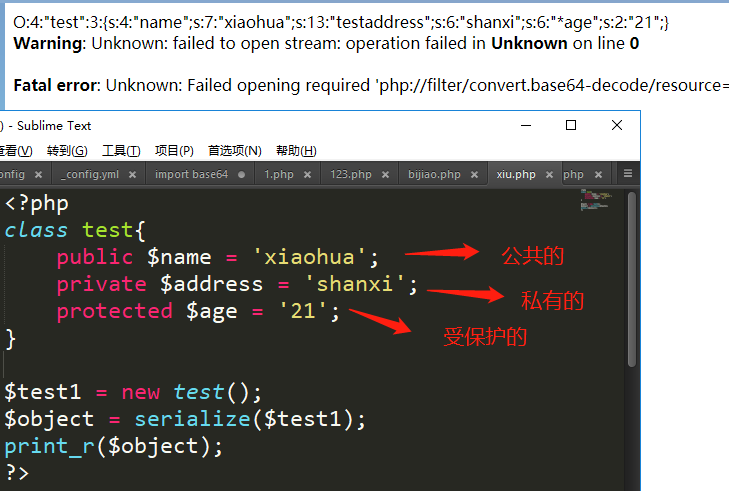 O:4:"test":3:{s:4:"name";s:7:"xiaohua";s:13:"testaddress";s:6:"shanxi";s:6:"*age";s:2:"21";}
Warning: Unknown: failed to open stream: operation failed in Unknown on line 0
Fatal error: Unknown: Failed opening required 'php://filter/convert.base64-decode/resource=
) - Sublime Text
查看(V) 转到(G) 工具(T) 项目(P) 首选项(N) 帮助(H)
onfig × _config.yml × import base64 1.php × 123.php × bijiao.php × xiu.php × php ×
<?php
class test{
public $name = 'xiaohua'; 公共的
private $address = 'shanxi'; 私有的
protected $age = '21'; 受保护的
}
$test1 = new test();
$object = serialize($test1);
print_r($object);
?>